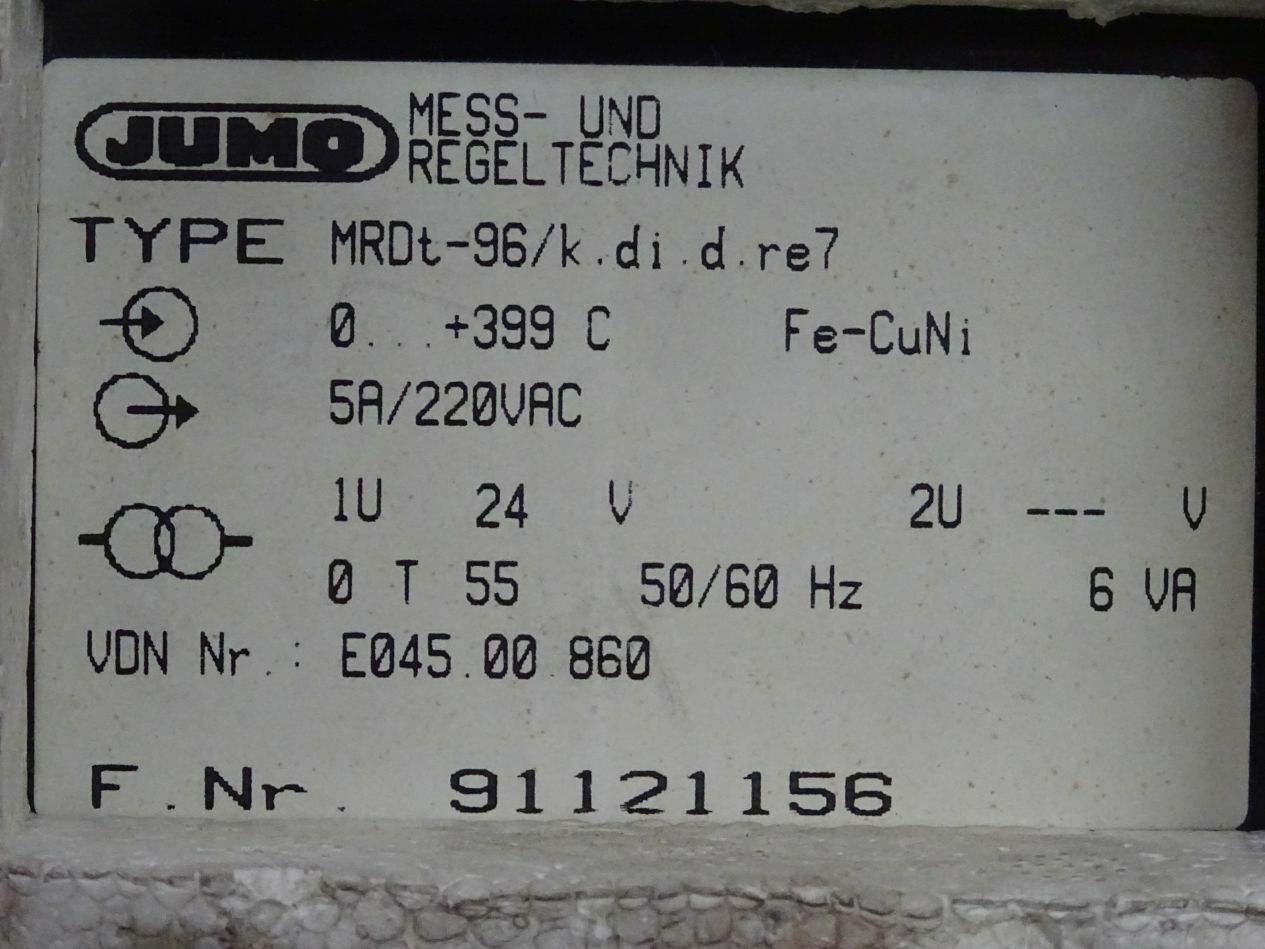 JUMO MESS- UND
REGELTECHNIK
TYPE MRDt-96/k.di.d.re7
0...+399 C Fe-CuNi
5A/220VAC
1U 24 V 2U --- V
0 T 55 50/60 Hz 6 VA
VDN Nr.: E045.00.860
F.Nr. 91121156